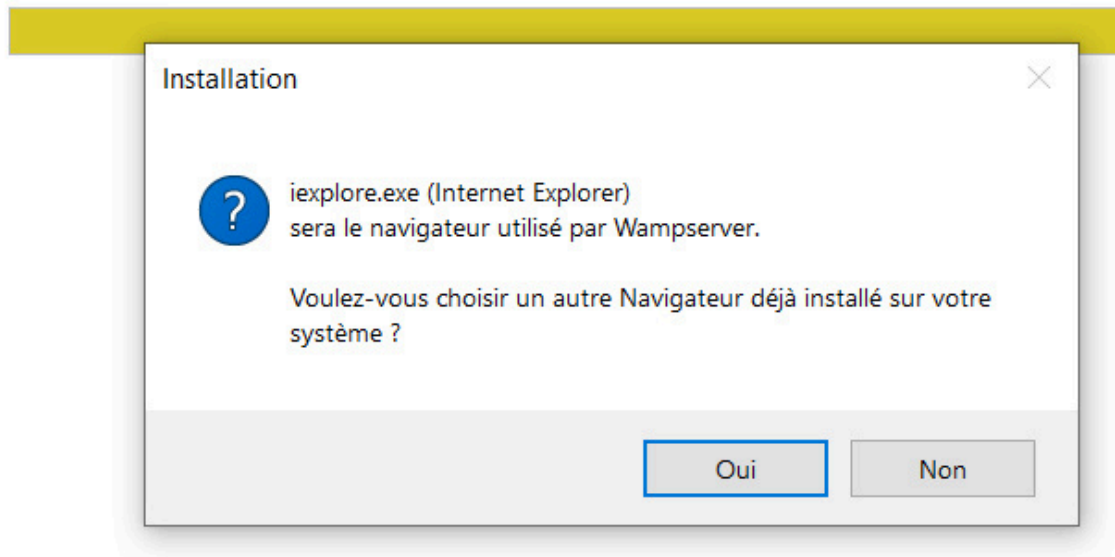 Installation
iexplore.exe (Internet Explorer)
sera le navigateur utilisé par Wampserver.
Voulez-vous choisir un autre Navigateur déjà installé sur votre
système ?
Oui
Non